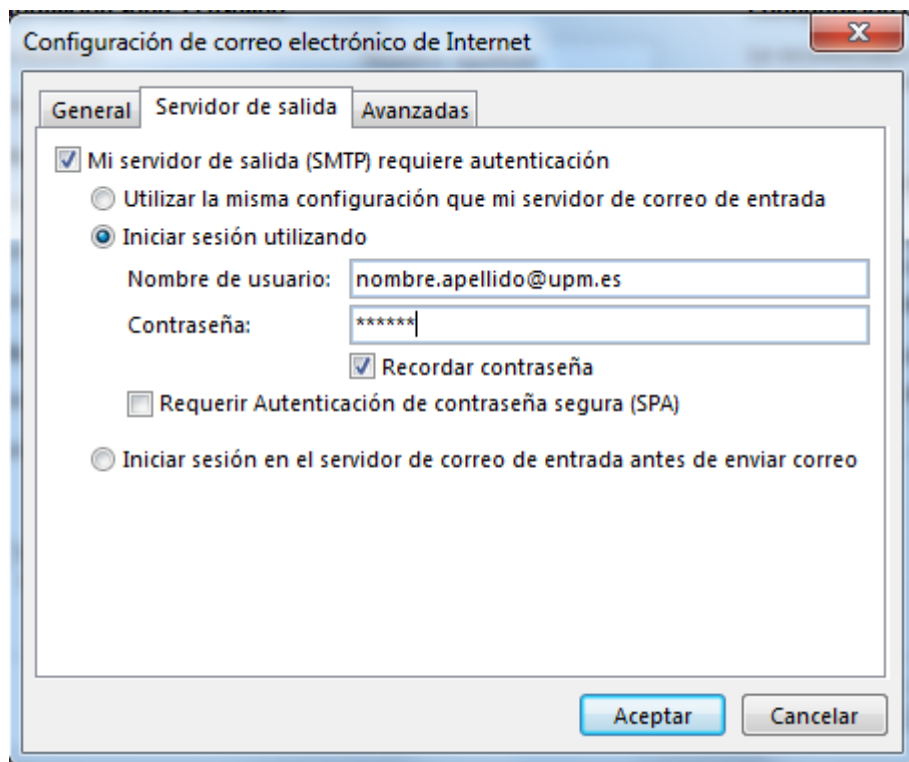 Configuración de correo electrónico de Internet
General Servidor de salida Avanzadas
Mi servidor de salida (SMTP) requiere autenticación
Utilizar la misma configuración que mi servidor de correo de entrada
Iniciar sesión utilizando
Nombre de usuario: nombre.apellido@upm.es
Contraseña: ******
Recordar contraseña
Requerir Autenticación de contraseña segura (SPA)
Iniciar sesión en el servidor de correo de entrada antes de enviar correo
Aceptar Cancelar